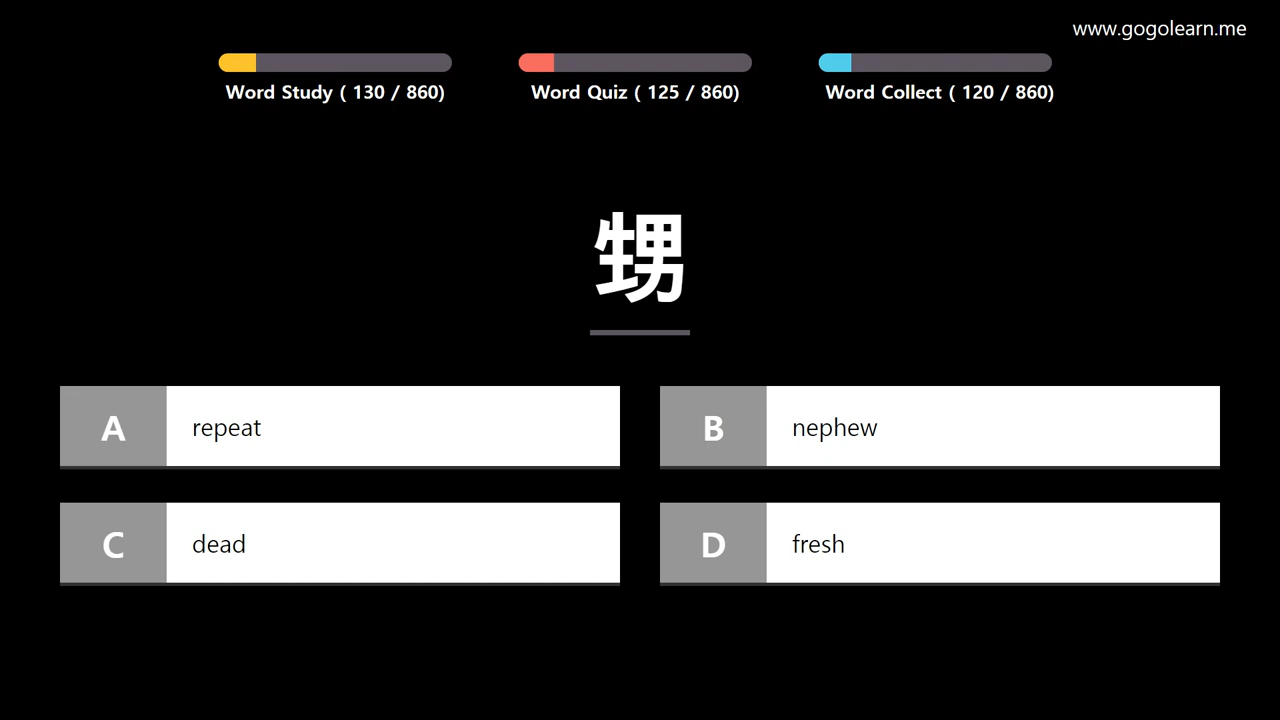 www.gogolearn.me
Word Study ( 130 / 860)
Word Quiz ( 125 / 860)
Word Collect ( 120 / 860)
甥
A repeat
B nephew
C dead
D fresh